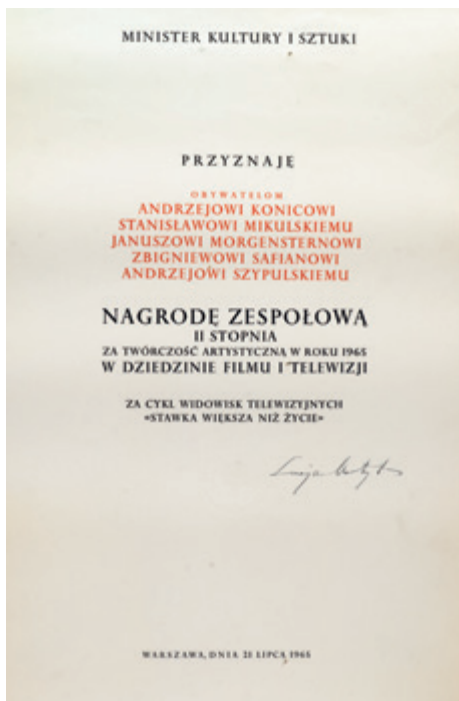 MINISTER KULTURY I SZTUKI
PRZYZNAJĘ
OBYWATELOM
ANDRZEJOWI KONICOWI
STANISŁAWOWI MIKULSKIEMU
JANUSZOWI MORGENSTERNOWI
ZBIGNIEWOWI SAFIANOWI
ANDRZEJOWI SZYPULSKIEMU
NAGRODĘ ZESPOŁOWĄ
II STOPNIA
ZA TWÓRCZOŚĆ ARTYSTYCZNĄ W ROKU 1965
W DZIEDZINIE FILMU I TELEWIZJI
ZA CYKL WIDOWISK TELEWIZYJNYCH
«STAWKA WIĘKSZA NIŻ ŻYCIE»
WARSZAWA, DNIA 21 LIPCA 1965